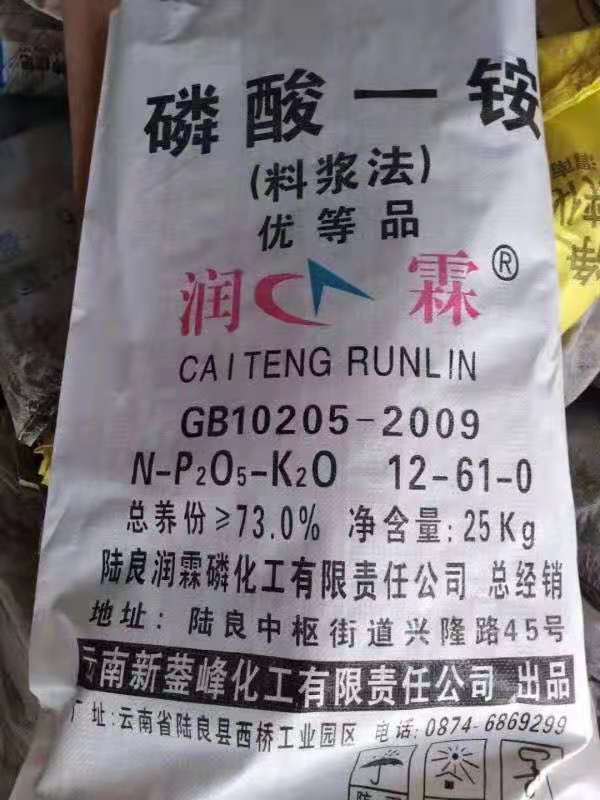 磷酸一铵
(料浆法)
优等品
润 霖®
CAITENG RUNLIN
GB10205-2009
N-P₂O₅-K₂O 12-61-0
总养份≥73.0% 净含量:25Kg
陆良润霖磷化工有限责任公司 总经销
地址:陆良中枢街道兴隆路45号
云南新蓥峰化工有限责任公司 出品
厂址:云南省陆良县西桥工业园区 电话:0874-6869299
净
渭南